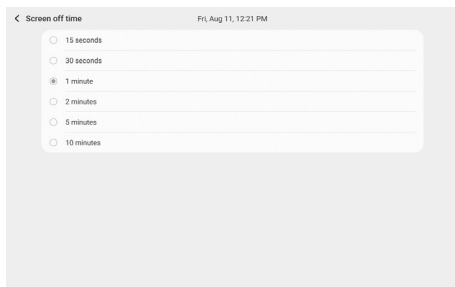 Screen off time
Fri, Aug 11, 12:21 PM
15 seconds
30 seconds
1 minute
2 minutes
5 minutes
10 minutes